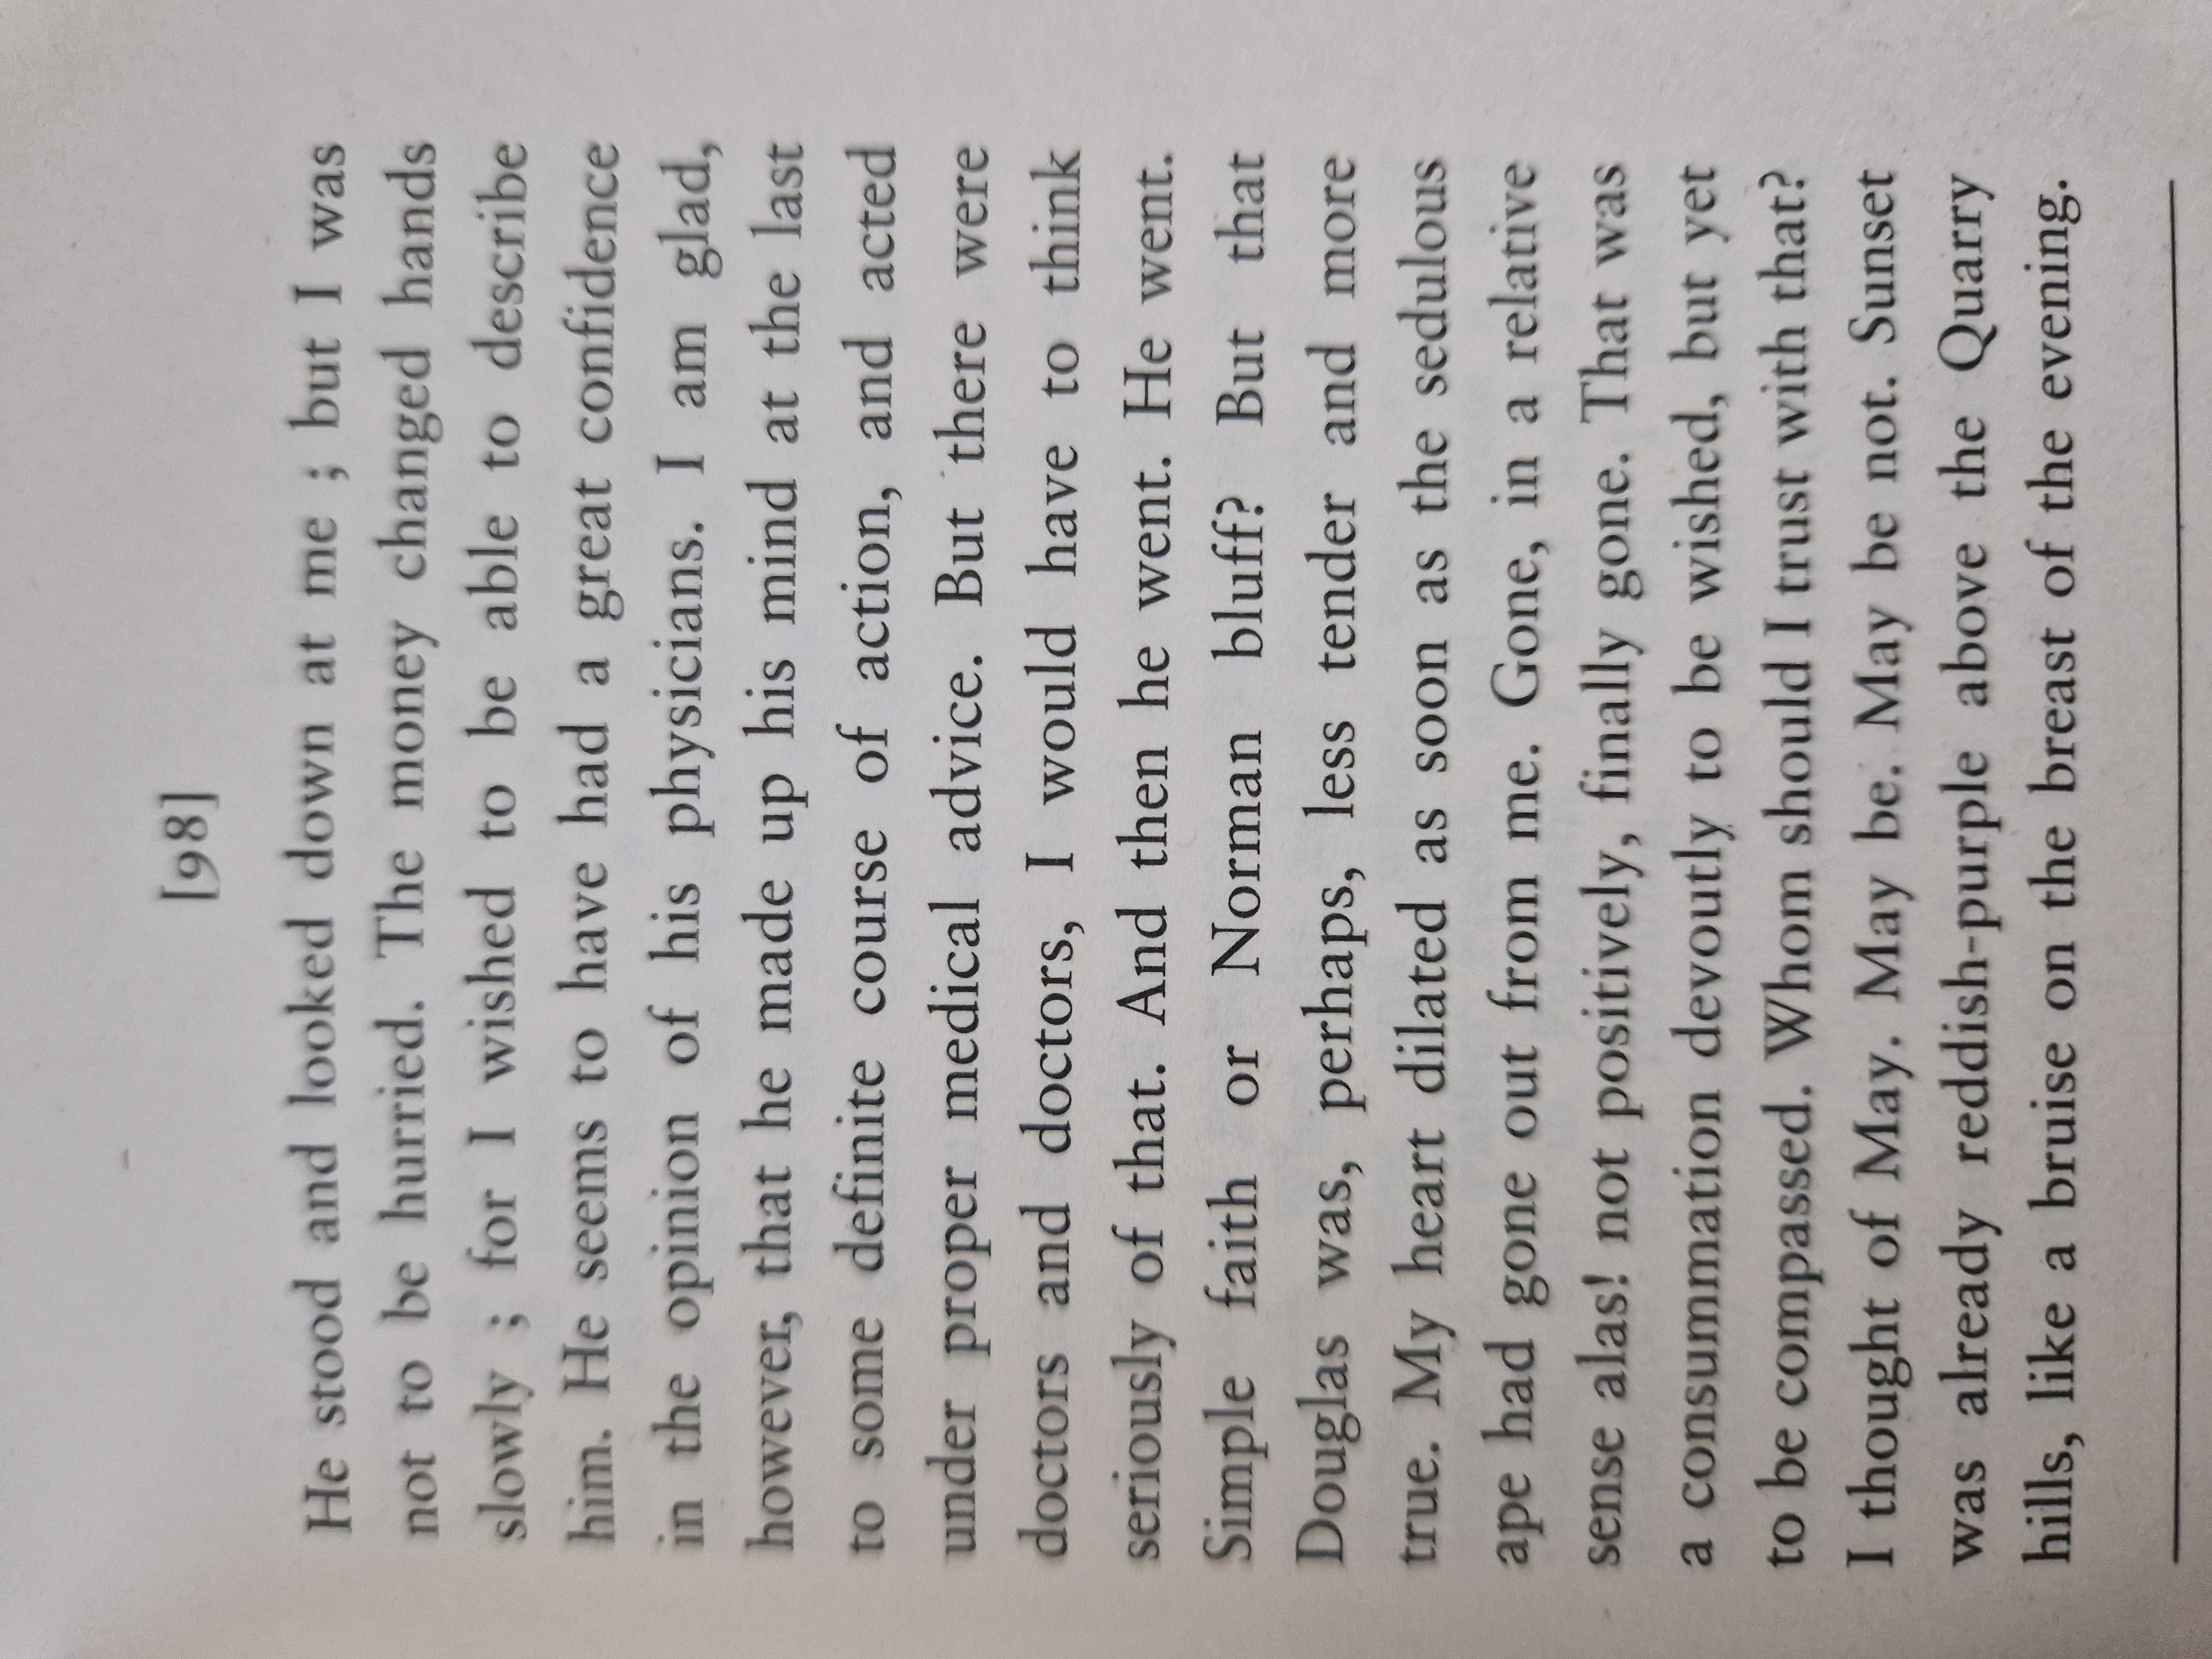 [98]
He stood and looked down at me ; but I was
not to be hurried. The money changed hands
slowly ; for I wished to be able to describe
him. He seems to have had a great confidence
in the opinion of his physicians. I am glad,
however, that he made up his mind at the last
to some definite course of action, and acted
under proper medical advice. But there were
doctors and doctors, I would have to think
seriously of that. And then he went. He went.
Simple faith or Norman bluff? But that
Douglas was, perhaps, less tender and more
true. My heart dilated as soon as the sedulous
ape had gone out from me. Gone, in a relative
sense alas! not positively, finally gone. That was
a consummation devoutly to be wished, but yet
to be compassed. Whom should I trust with that?
I thought of May. May be. May be not. Sunset
was already reddish-purple above the Quarry
hills, like a bruise on the breast of the evening.